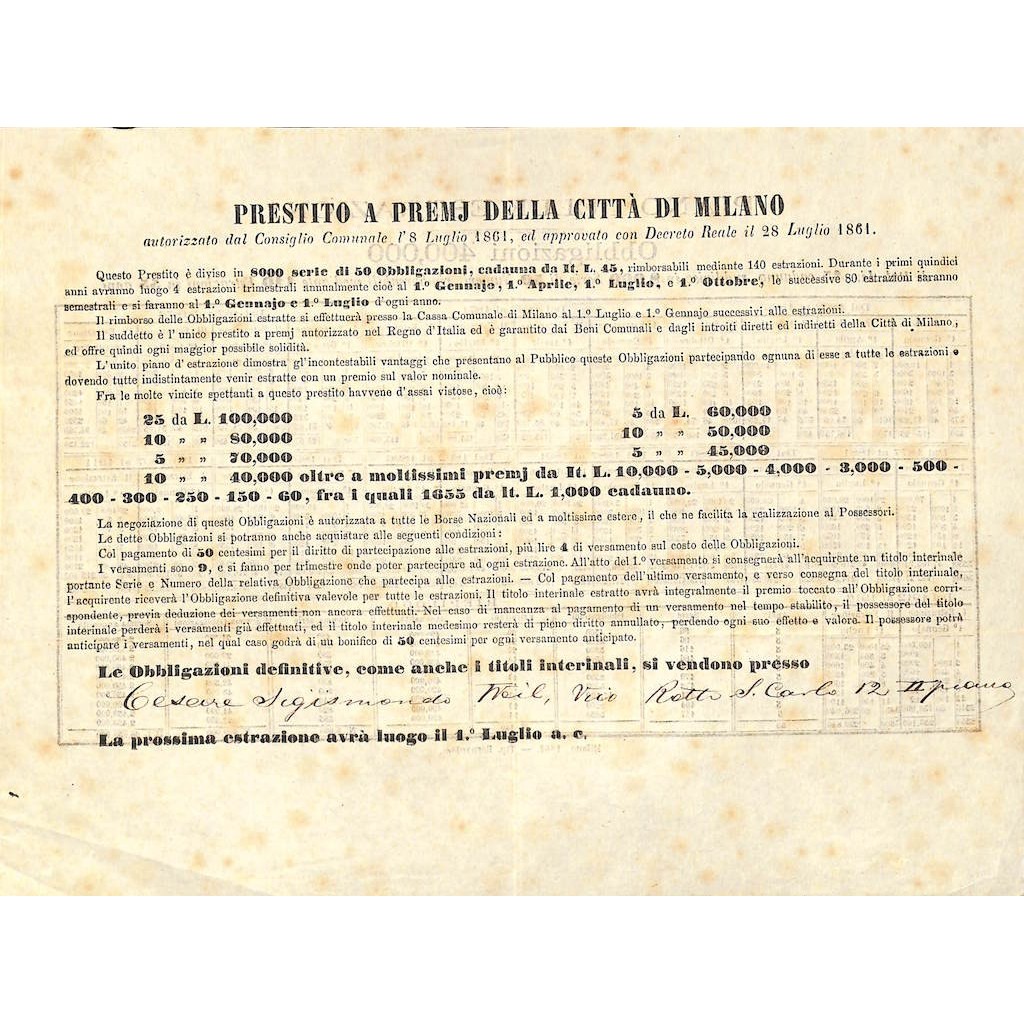 PRESTITO A PREMJ DELLA CITTÀ DI MILANO
autorizzato dal Consiglio Comunale l'8 Luglio 1861, ed approvato con Decreto Reale il 28 Luglio 1861.
Obbligazioni 400,000
Questo Prestito è diviso in 8000 serie di 50 Obbligazioni, cadauna da It. L. 45, rimborsabili mediante 140 estrazioni. Durante i primi quindici
anni avranno luogo 4 estrazioni trimestrali annualmente cioè al 1.º Gennajo, 1.º Aprile, 1.º Luglio, e 1.º Ottobre, le successive 80 estrazioni saranno
semestrali e si faranno al 1.º Gennajo e 1.º Luglio d'ogni anno.
Il rimborso delle Obbligazioni estratte si effettuerà presso la Cassa Comunale di Milano al 1.º Luglio e 1.º Gennajo successivi alle estrazioni.
Il suddetto è l'unico prestito a premj autorizzato nel Regno d'Italia ed è garantito dai Beni Comunali e dagli introiti diretti ed indiretti della Città di Milano,
ed offre quindi ogni maggior possibile solidità.
L'unito piano d'estrazione dimostra gl'incontestabili vantaggi che presentano al Pubblico queste Obbligazioni partecipando ognuna di esse a tutte le estrazioni e
dovendo tutte indistintamente venir estratte con un premio sul valor nominale.
Fra le molte vincite spettanti a questo prestito havvene d'assai vistose, cioè:
25 da L. 100,000 5 da L. 60,000
10 " " 80,000 10 " " 50,000
5 " " 70,000 5 " " 45,000
10 " " 40,000 oltre a moltissimi premj da It. L. 10,000 - 5,000 - 4,000 - 3,000 - 500 -
400 - 300 - 250 - 150 - 60, fra i quali 1655 da It. L. 1,000 cadauno.
La negoziazione di queste Obbligazioni è autorizzata a tutte le Borse Nazionali ed a moltissime estere, il che ne facilita la realizzazione ai Possessori.
Le dette Obbligazioni si potranno anche acquistare alle seguenti condizioni:
Col pagamento di 50 centesimi per il diritto di partecipazione alle estrazioni, più lire 4 di versamento sul costo delle Obbligazioni.
I versamenti sono 9, e si fanno per trimestre onde poter partecipare ad ogni estrazione. All'atto del 1.º versamento si consegnerà all'acquirente un titolo interinale
portante Serie e Numero della relativa Obbligazione che partecipa alle estrazioni. — Col pagamento dell'ultimo versamento, e verso consegna del titolo interinale,
l'acquirente riceverà l'Obbligazione definitiva valevole per tutte le estrazioni. Il titolo interinale estratto avrà integralmente il premio toccato all'Obbligazione corri-
spondente, previa deduzione dei versamenti non ancora effettuati. Nel caso di mancanza al pagamento di un versamento nel tempo stabilito, il possessore del titolo
interinale perderà i versamenti già effettuati, ed il titolo interinale medesimo resterà di pieno diritto annullato, perdendo ogni suo effetto e valore. Il possessore potrà
anticipare i versamenti, nel qual caso godrà di un bonifico di 50 centesimi per ogni versamento anticipato.
Le Obbligazioni definitive, come anche i titoli interinali, si vendono presso
Cesare Sigismondo Weil, Vicio Rotto S. Carlo 12 II piano
La prossima estrazione avrà luogo il 1.º Luglio a. c.